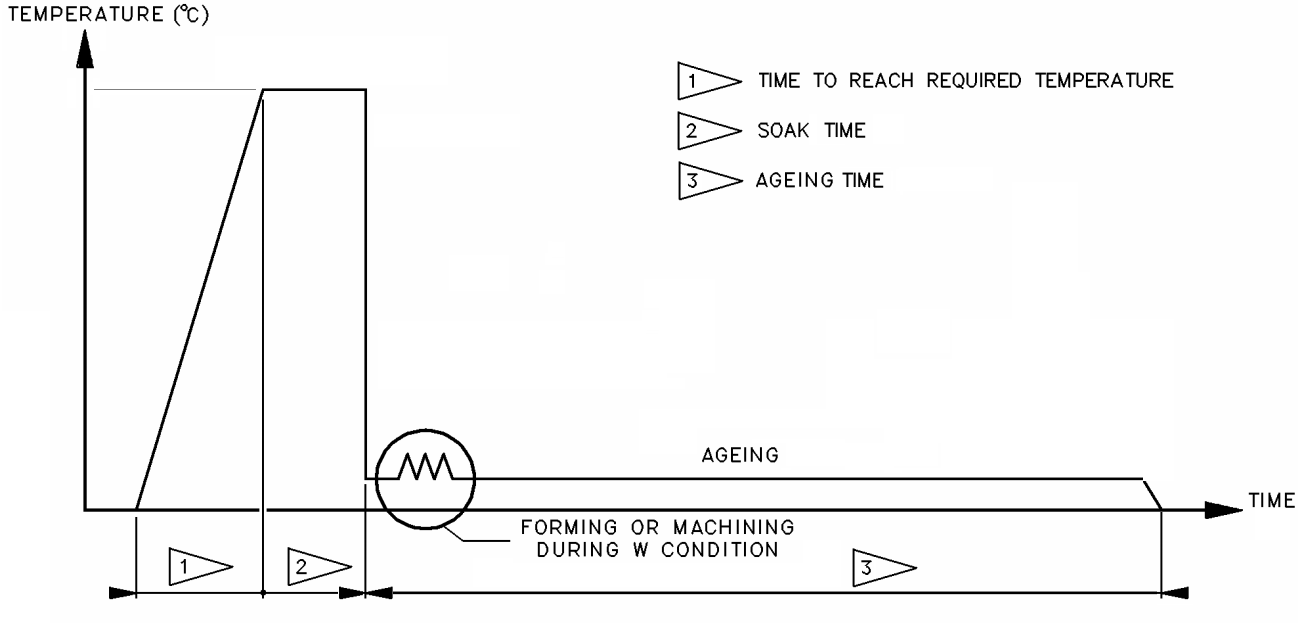 TEMPERATURE (°C)
1 TIME TO REACH REQUIRED TEMPERATURE
2 SOAK TIME
3 AGEING TIME
AGEING
TIME
FORMING OR MACHINING
DURING W CONDITION
1
2
3